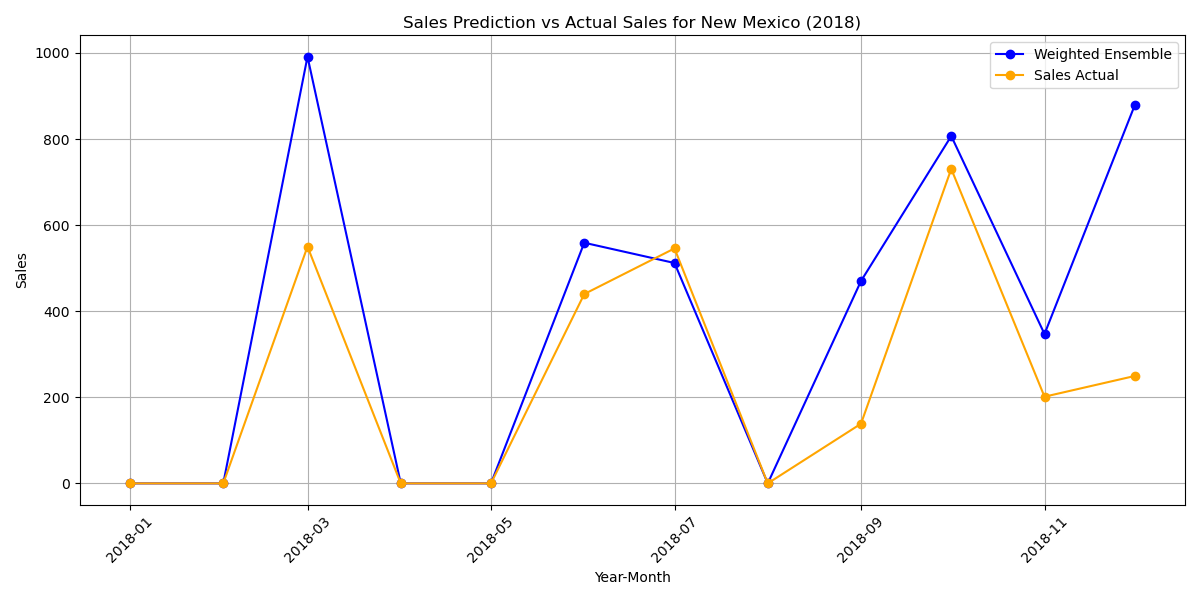 Sales Prediction vs Actual Sales for New Mexico (2018)
Weighted Ensemble
Sales Actual
1000
800
600
400
200
0
Sales
2018-01
2018-03
2018-05
2018-07
2018-09
2018-11
Year-Month